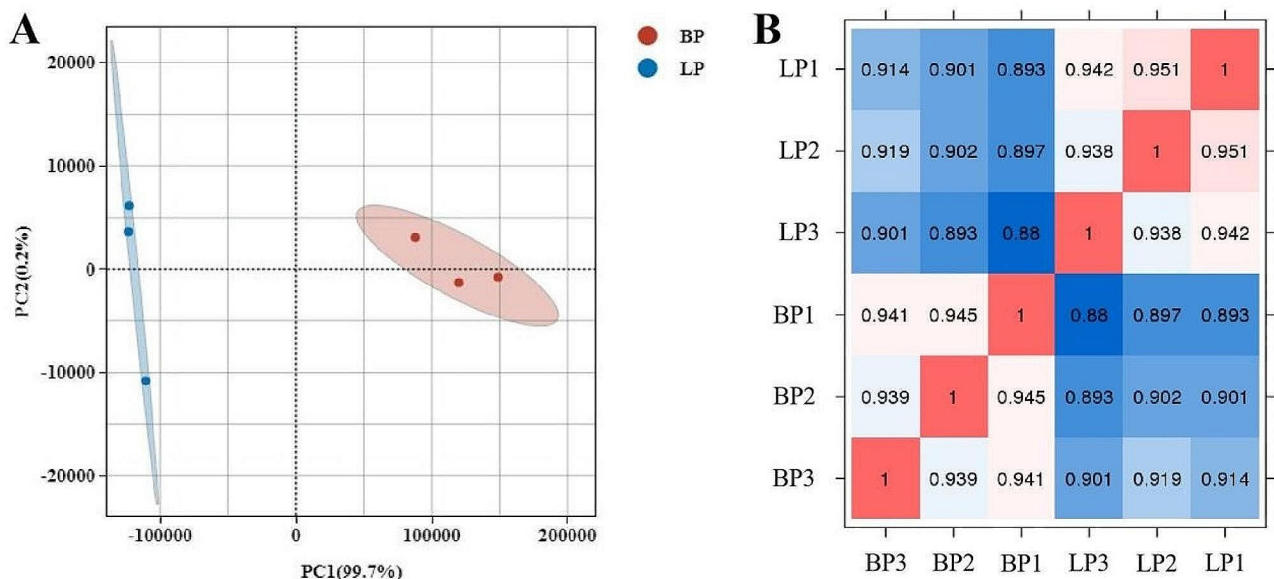 A
BP
LP
20000
10000
0
-10000
-20000
PC2(0.2%)
-100000 0 100000 200000
PC1(99.7%)
B
LP1 0.914 0.901 0.893 0.942 0.951 1
LP2 0.919 0.902 0.897 0.938 1 0.951
LP3 0.901 0.893 0.88 1 0.938 0.942
BP1 0.941 0.945 1 0.88 0.897 0.893
BP2 0.939 1 0.945 0.893 0.902 0.901
BP3 1 0.939 0.941 0.901 0.919 0.914
BP3 BP2 BP1 LP3 LP2 LP1